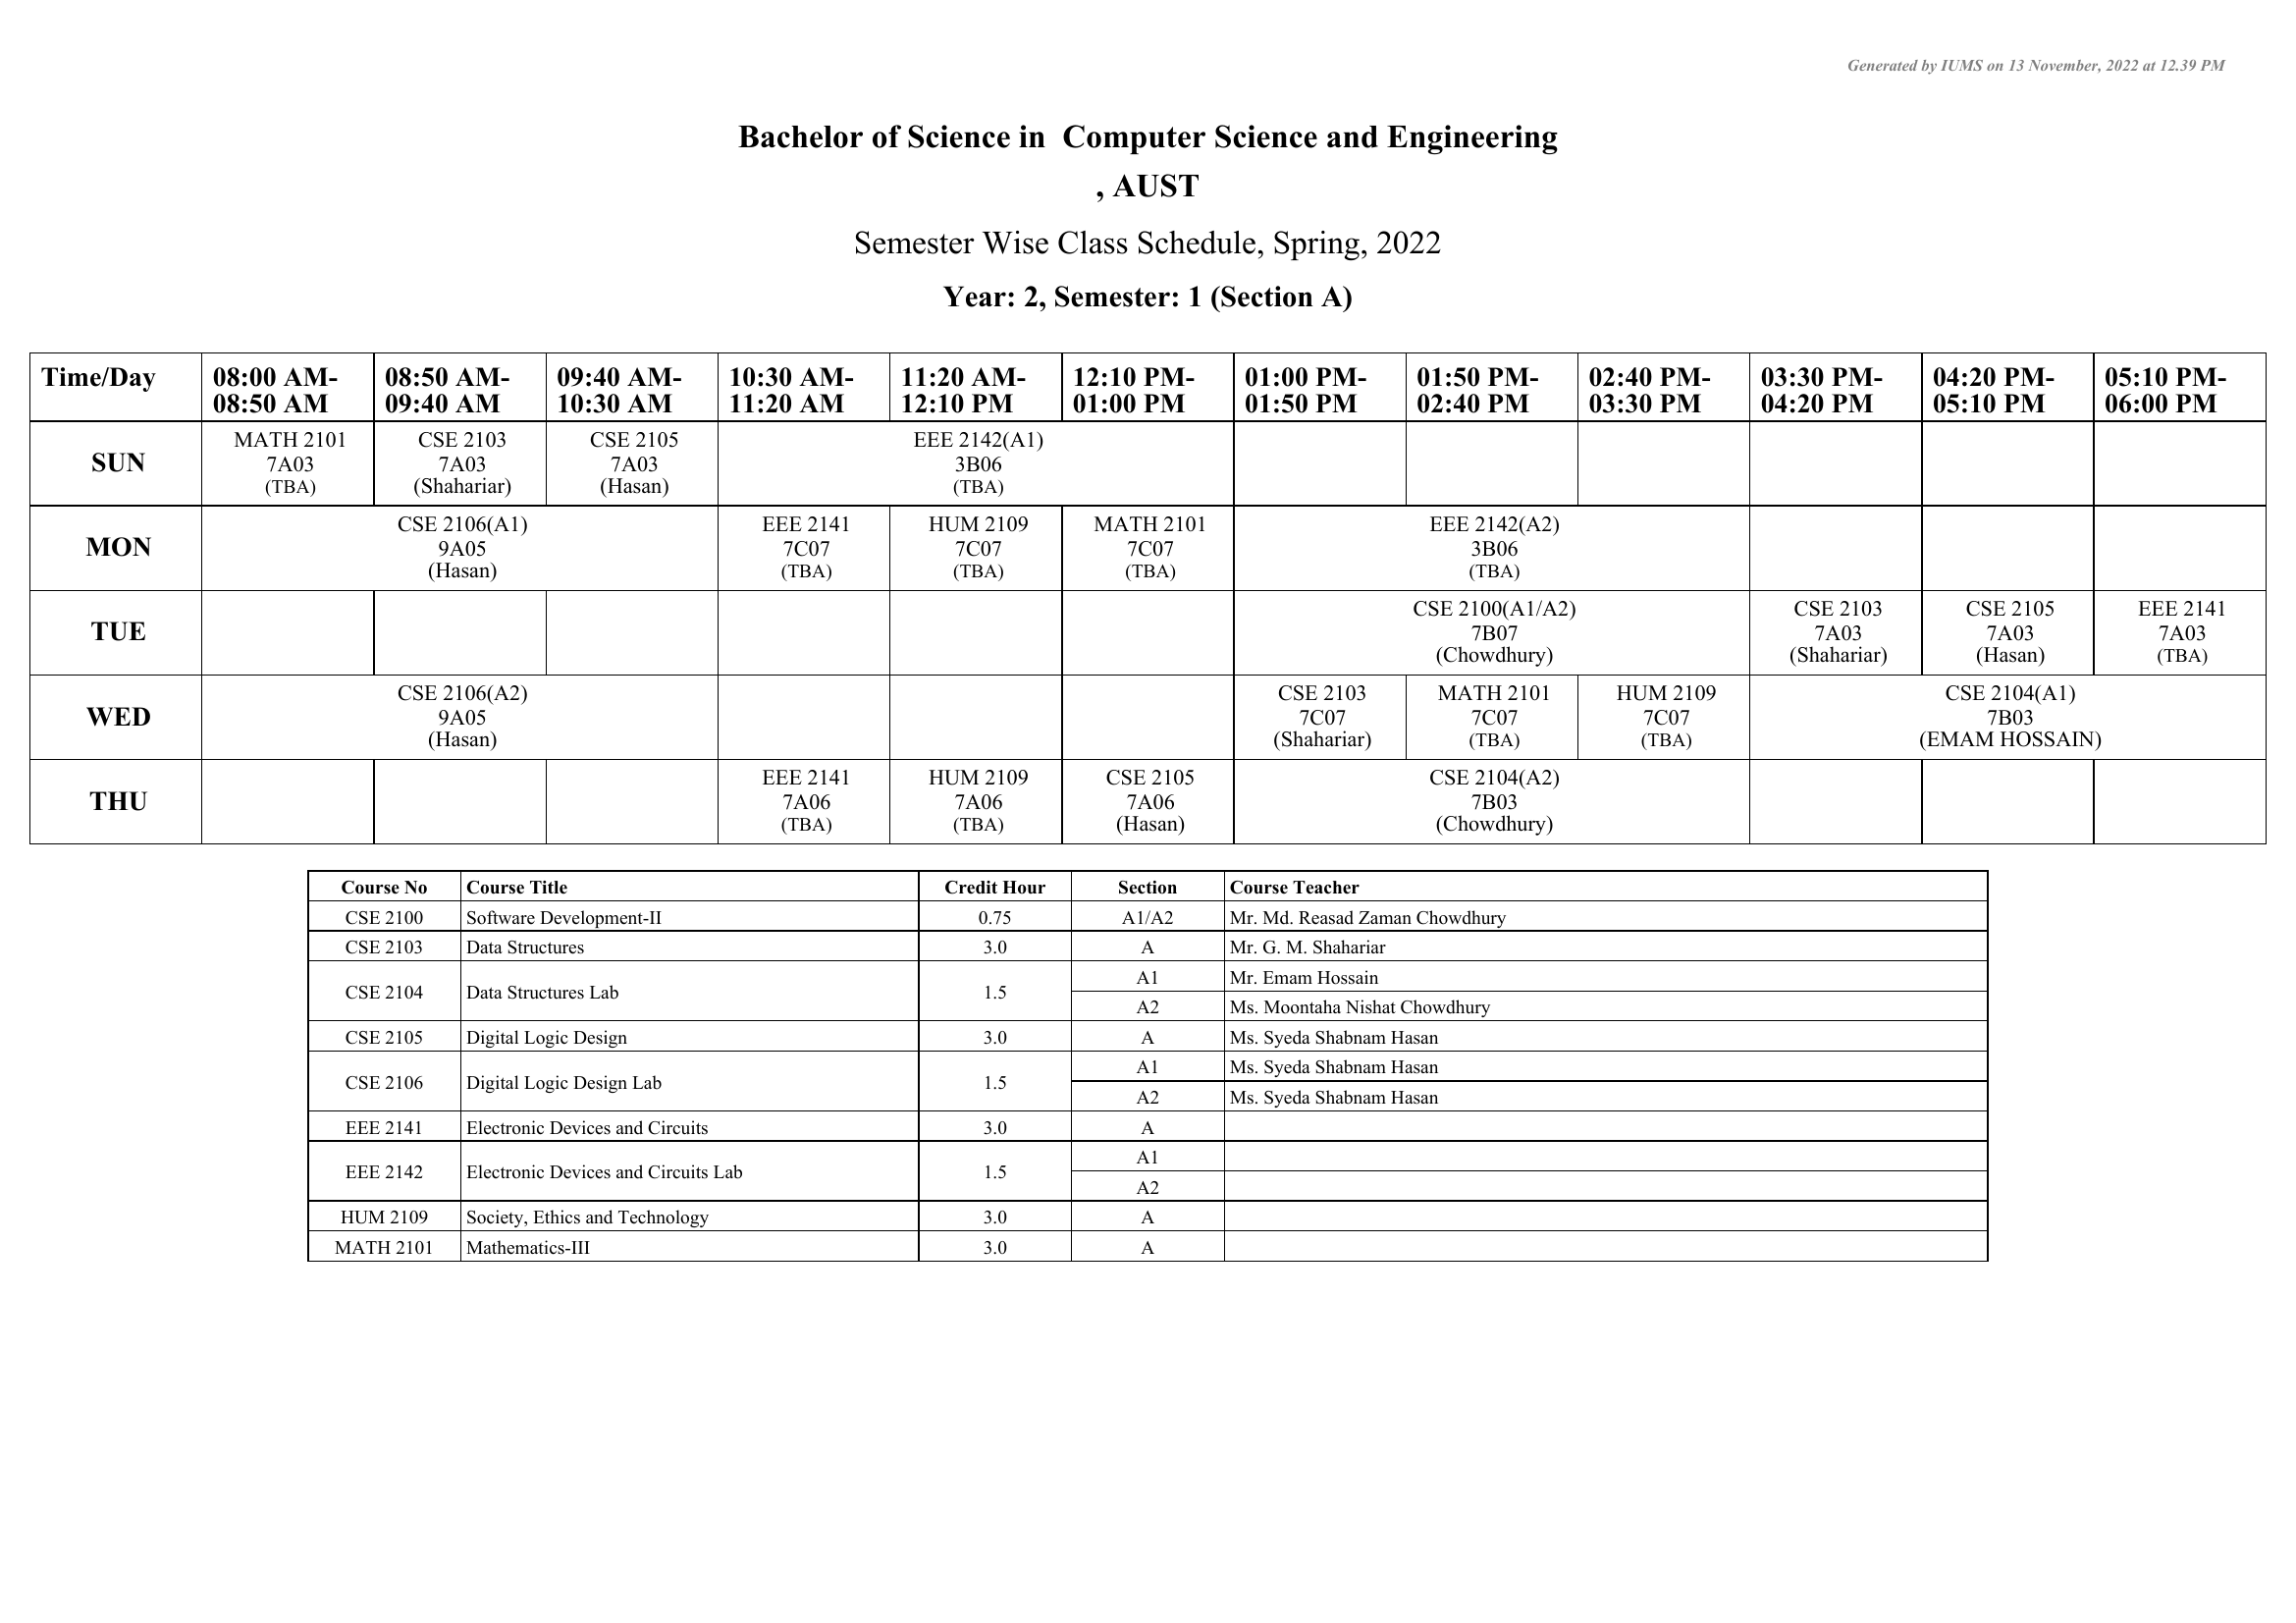 Generated by IUMS on 13 November, 2022 at 12.39 PM
Bachelor of Science in  Computer Science and Engineering
, AUST
Semester Wise Class Schedule, Spring, 2022
Year: 2, Semester: 1 (Section A)
Time/Day 08:00 AM- 08:50 AM- 09:40 AM- 10:30 AM- 11:20 AM- 12:10 PM- 01:00 PM- 01:50 PM- 02:40 PM- 03:30 PM- 04:20 PM- 05:10 PM-
08:50 AM 09:40 AM 10:30 AM 11:20 AM 12:10 PM 01:00 PM 01:50 PM 02:40 PM 03:30 PM 04:20 PM 05:10 PM 06:00 PM
MATH 2101 CSE 2103 CSE 2105 EEE 2142(A1)
SUN 7A03 7A03 7A03 3B06
(TBA) (Shahariar) (Hasan) (TBA)
CSE 2106(A1) EEE 2141 HUM 2109 MATH 2101 EEE 2142(A2)
MON 9A05 7C07 7C07 7C07 3B06
(Hasan) (TBA) (TBA) (TBA) (TBA)
CSE 2100(A1/A2) CSE 2103 CSE 2105 EEE 2141
TUE 7B07 7A03 7A03 7A03
(Chowdhury) (Shahariar) (Hasan) (TBA)
CSE 2106(A2) CSE 2103 MATH 2101 HUM 2109 CSE 2104(A1)
WED 9A05 7C07 7C07 7C07 7B03
(Hasan) (Shahariar) (TBA) (TBA) (EMAM HOSSAIN)
EEE 2141 HUM 2109 CSE 2105 CSE 2104(A2)
THU 7A06 7A06 7A06 7B03
(TBA) (TBA) (Hasan) (Chowdhury)
Course No Course Title Credit Hour Section Course Teacher
CSE 2100 Software Development-II 0.75 A1/A2 Mr. Md. Reasad Zaman Chowdhury
CSE 2103 Data Structures 3.0 A Mr. G. M. Shahariar
CSE 2104 Data Structures Lab 1.5 A1 Mr. Emam Hossain
A2 Ms. Moontaha Nishat Chowdhury
CSE 2105 Digital Logic Design 3.0 A Ms. Syeda Shabnam Hasan
CSE 2106 Digital Logic Design Lab 1.5 A1 Ms. Syeda Shabnam Hasan
A2 Ms. Syeda Shabnam Hasan
EEE 2141 Electronic Devices and Circuits 3.0 A
EEE 2142 Electronic Devices and Circuits Lab 1.5 A1
A2
HUM 2109 Society, Ethics and Technology 3.0 A
MATH 2101 Mathematics-III 3.0 A